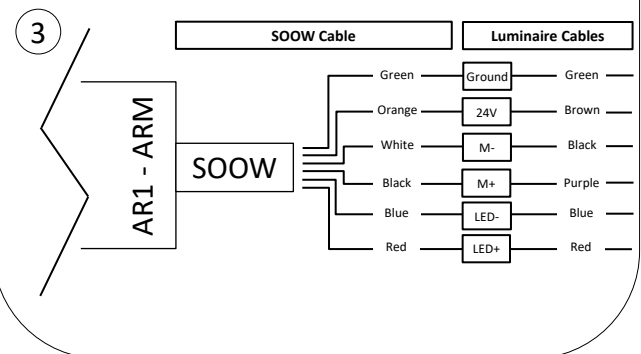 3
SOOW Cable
Luminaire Cables
AR1 - ARM
SOOW
Green Ground Green
Orange 24V Brown
White M- Black
Black M+ Purple
Blue LED- Blue
Red LED+ Red